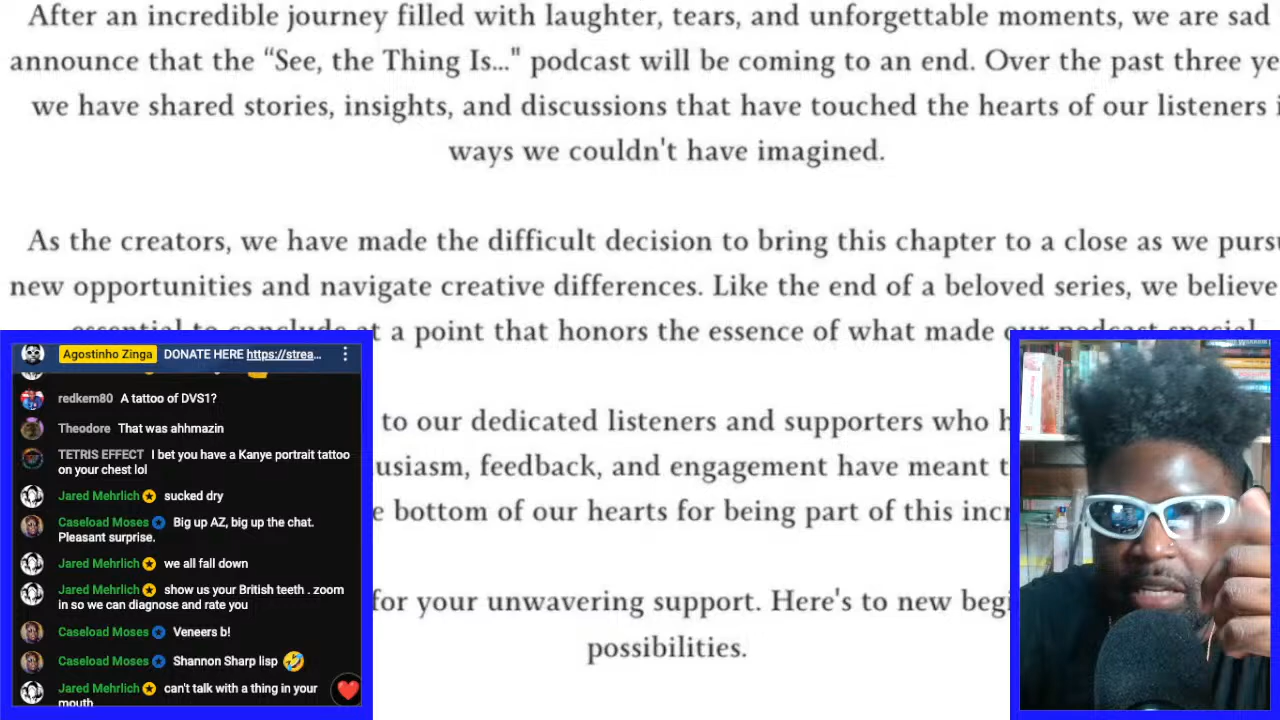 After an incredible journey filled with laughter, tears, and unforgettable moments, we are sad
announce that the “See, the Thing Is..." podcast will be coming to an end. Over the past three ye
we have shared stories, insights, and discussions that have touched the hearts of our listeners i
ways we couldn't have imagined.
As the creators, we have made the difficult decision to bring this chapter to a close as we pursu
new opportunities and navigate creative differences. Like the end of a beloved series, we believe
essential to conclude at a point that honors the essence of what made our podcast special
to our dedicated listeners and supporters who h
usiasm, feedback, and engagement have meant t
e bottom of our hearts for being part of this incr
for your unwavering support. Here's to new begi
possibilities.
Agostinho Zinga DONATE HERE https://strea...
redkem80 A tattoo of DVS1?
Theodore That was ahhmazin
TETRIS EFFECT I bet you have a Kanye portrait tattoo
on your chest lol
Jared Mehrlich sucked dry
Caseload Moses Big up AZ, big up the chat.
Pleasant surprise.
Jared Mehrlich we all fall down
Jared Mehrlich show us your British teeth . zoom
in so we can diagnose and rate you
Caseload Moses Veneers b!
Caseload Moses Shannon Sharp lisp 🤣
Jared Mehrlich can't talk with a thing in your
mouth